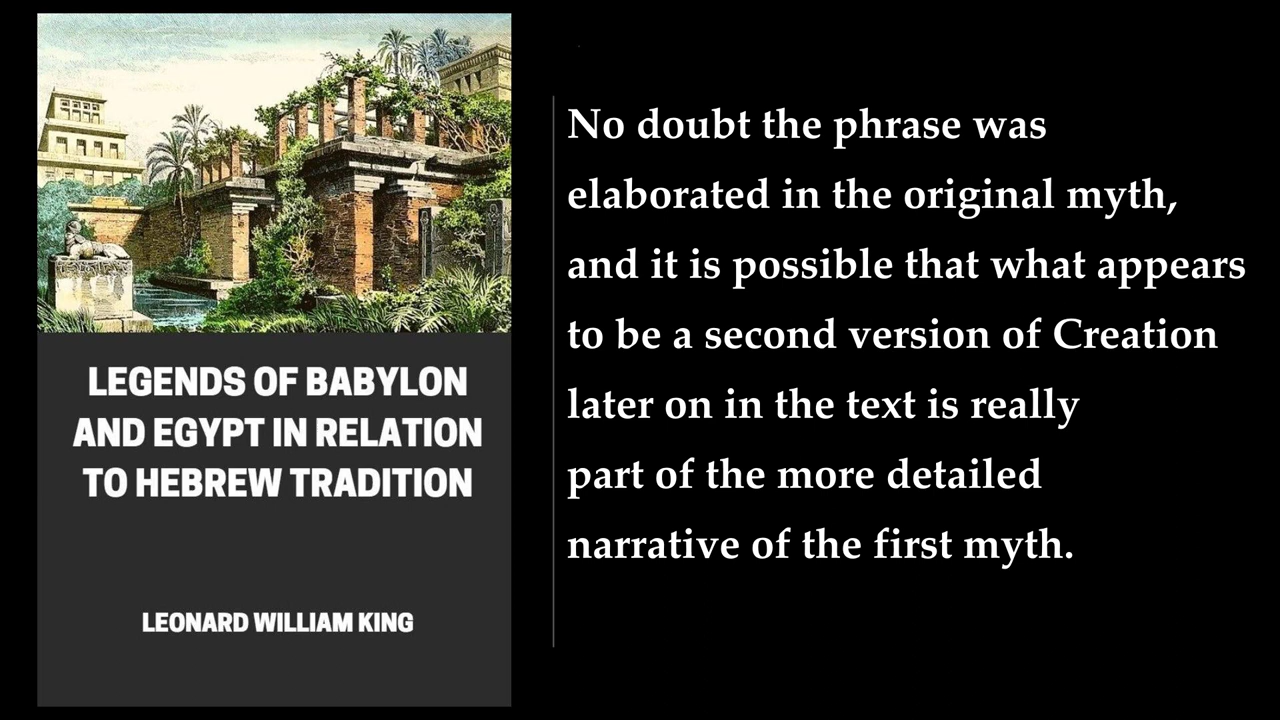 LEGENDS OF BABYLON
AND EGYPT IN RELATION
TO HEBREW TRADITION
LEONARD WILLIAM KING
No doubt the phrase was
elaborated in the original myth,
and it is possible that what appears
to be a second version of Creation
later on in the text is really
part of the more detailed
narrative of the first myth.